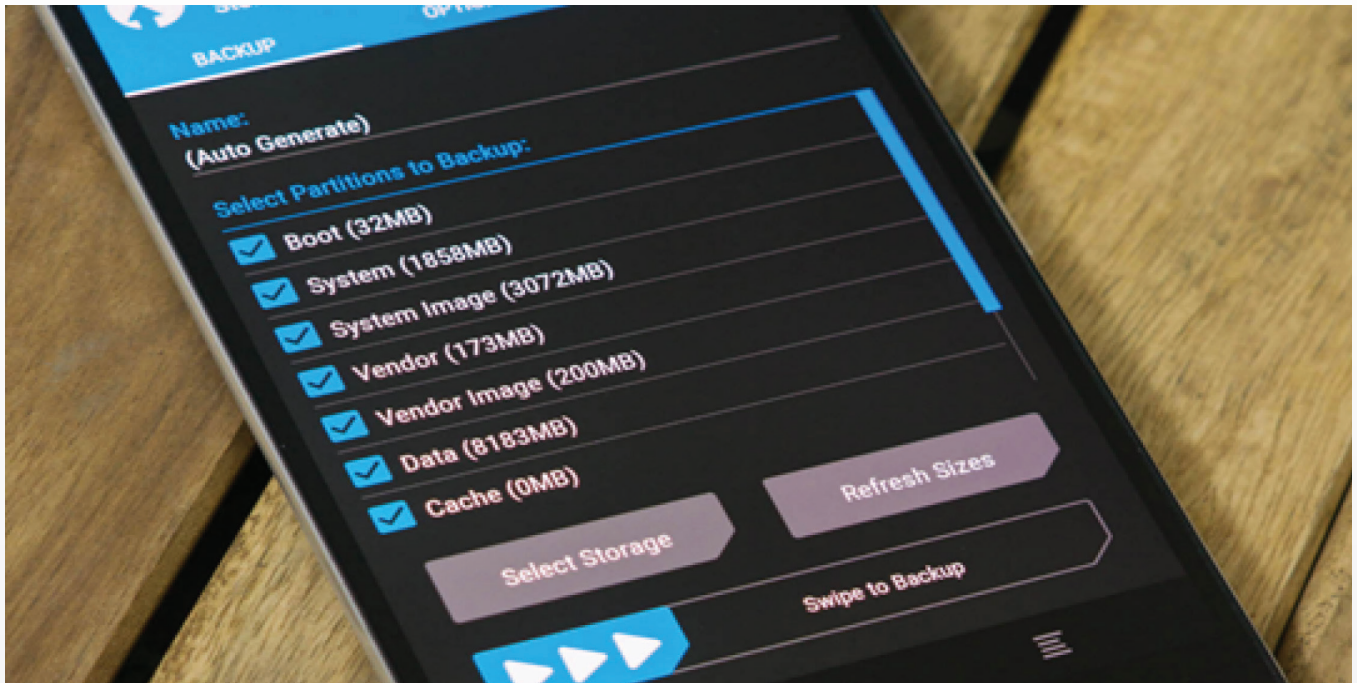 BACKUP
Name:
(Auto Generate)
Select Partitions to Backup:
Boot (32MB)
System (1858MB)
System Image (3072MB)
Vendor (173MB)
Vendor Image (200MB)
Data (8183MB)
Cache (0MB)
Select Storage
Refresh Sizes
Swipe to Backup